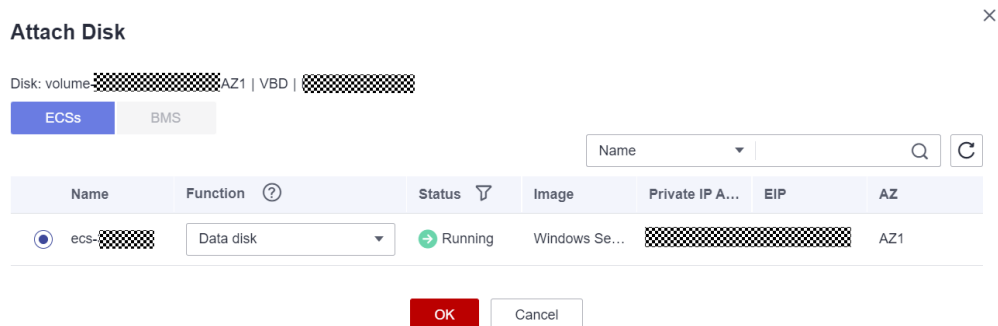 Attach Disk
Disk: volume- AZ1 | VBD |
ECSs BMS
Name
Name Function ? Status Image Private IP A... EIP AZ
ecs- Data disk Running Windows Se... AZ1
OK Cancel